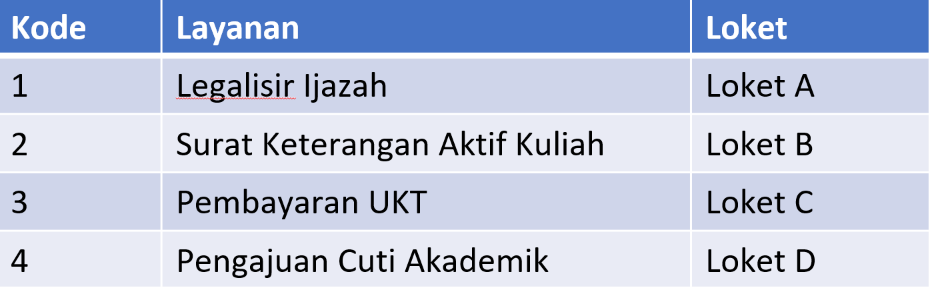 Kode Layanan Loket
1 Legalisir Ijazah Loket A
2 Surat Keterangan Aktif Kuliah Loket B
3 Pembayaran UKT Loket C
4 Pengajuan Cuti Akademik Loket D